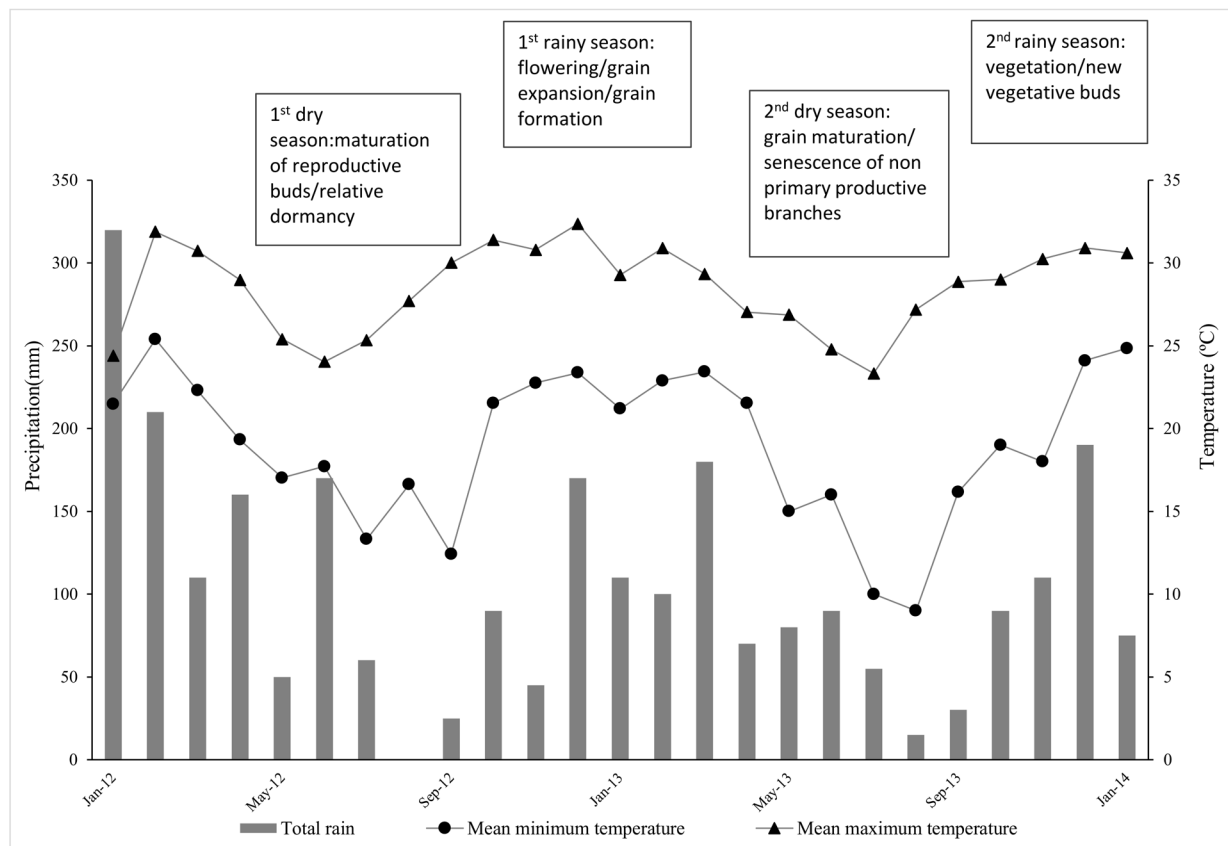 1st dry
season:maturation
of reproductive
buds/relative
dormancy
1st rainy season:
flowering/grain
expansion/grain
formation
2nd dry season:
grain maturation/
senescence of non
primary productive
branches
2nd rainy season:
vegetation/new
vegetative buds
Precipitation(mm)
350
300
250
200
150
100
50
0
Temperature (ºC)
35
30
25
20
15
10
5
0
Jan-12
May-12
Sep-12
Jan-13
May-13
Sep-13
Jan-14
Total rain
Mean minimum temperature
Mean maximum temperature